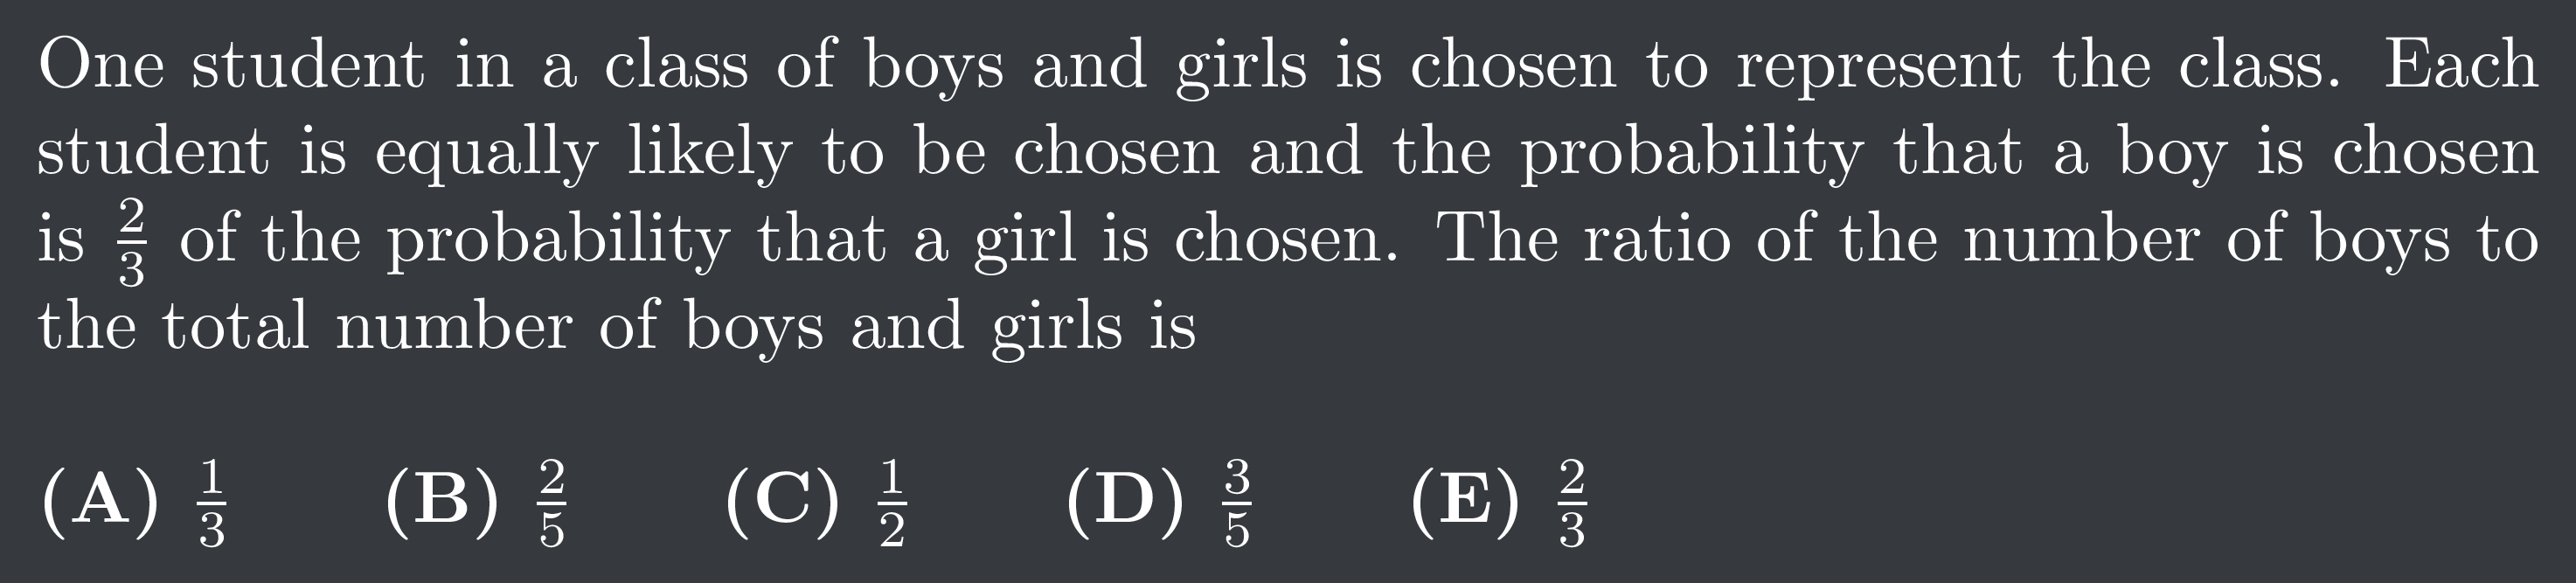 One student in a class of boys and girls is chosen to represent the class. Each
student is equally likely to be chosen and the probability that a boy is chosen
is $\frac{2}{3}$ of the probability that a girl is chosen. The ratio of the number of boys to
the total number of boys and girls is
(A) $\frac{1}{3}$ (B) $\frac{2}{5}$ (C) $\frac{1}{2}$ (D) $\frac{3}{5}$ (E) $\frac{2}{3}$